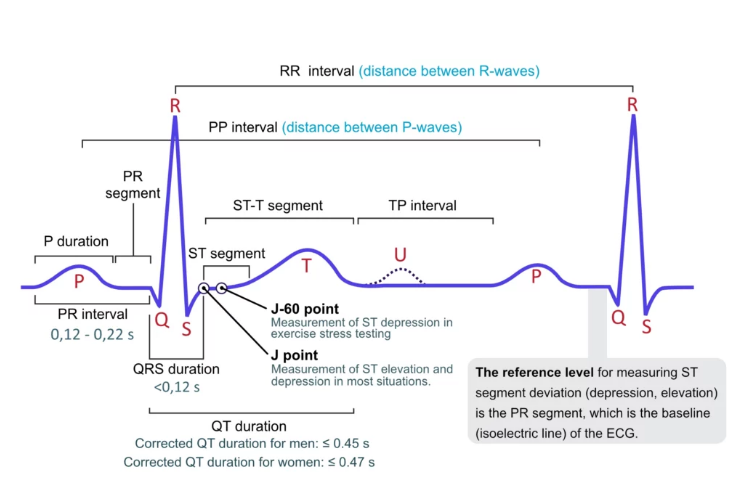 RR interval (distance between R-waves)
R
R
PP interval (distance between P-waves)
PR
segment
ST-T segment
TP interval
P duration
ST segment
U
T
P
P
PR interval
0,12 - 0,22 s
Q
S
Q
S
J-60 point
Measurement of ST depression in
exercise stress testing
J point
Measurement of ST elevation and
depression in most situations.
QRS duration
<0,12 s
The reference level for measuring ST
segment deviation (depression, elevation)
is the PR segment, which is the baseline
(isoelectric line) of the ECG.
QT duration
Corrected QT duration for men: ≤ 0.45 s
Corrected QT duration for women: ≤ 0.47 s